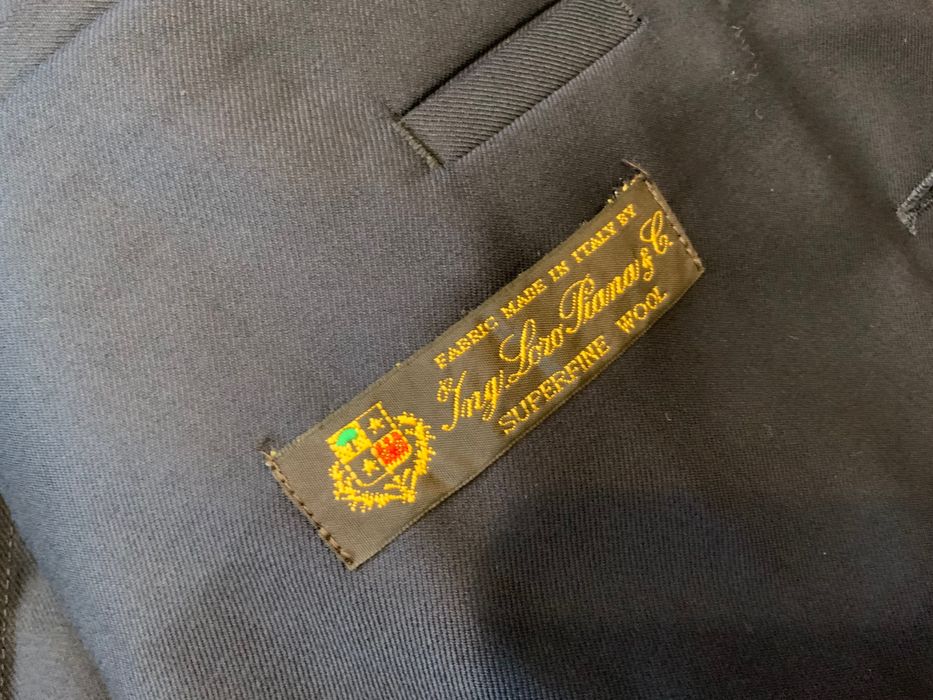 FABRIC MADE IN ITALY BY
Ing. Loro Piana & C
SUPERFINE WOOL